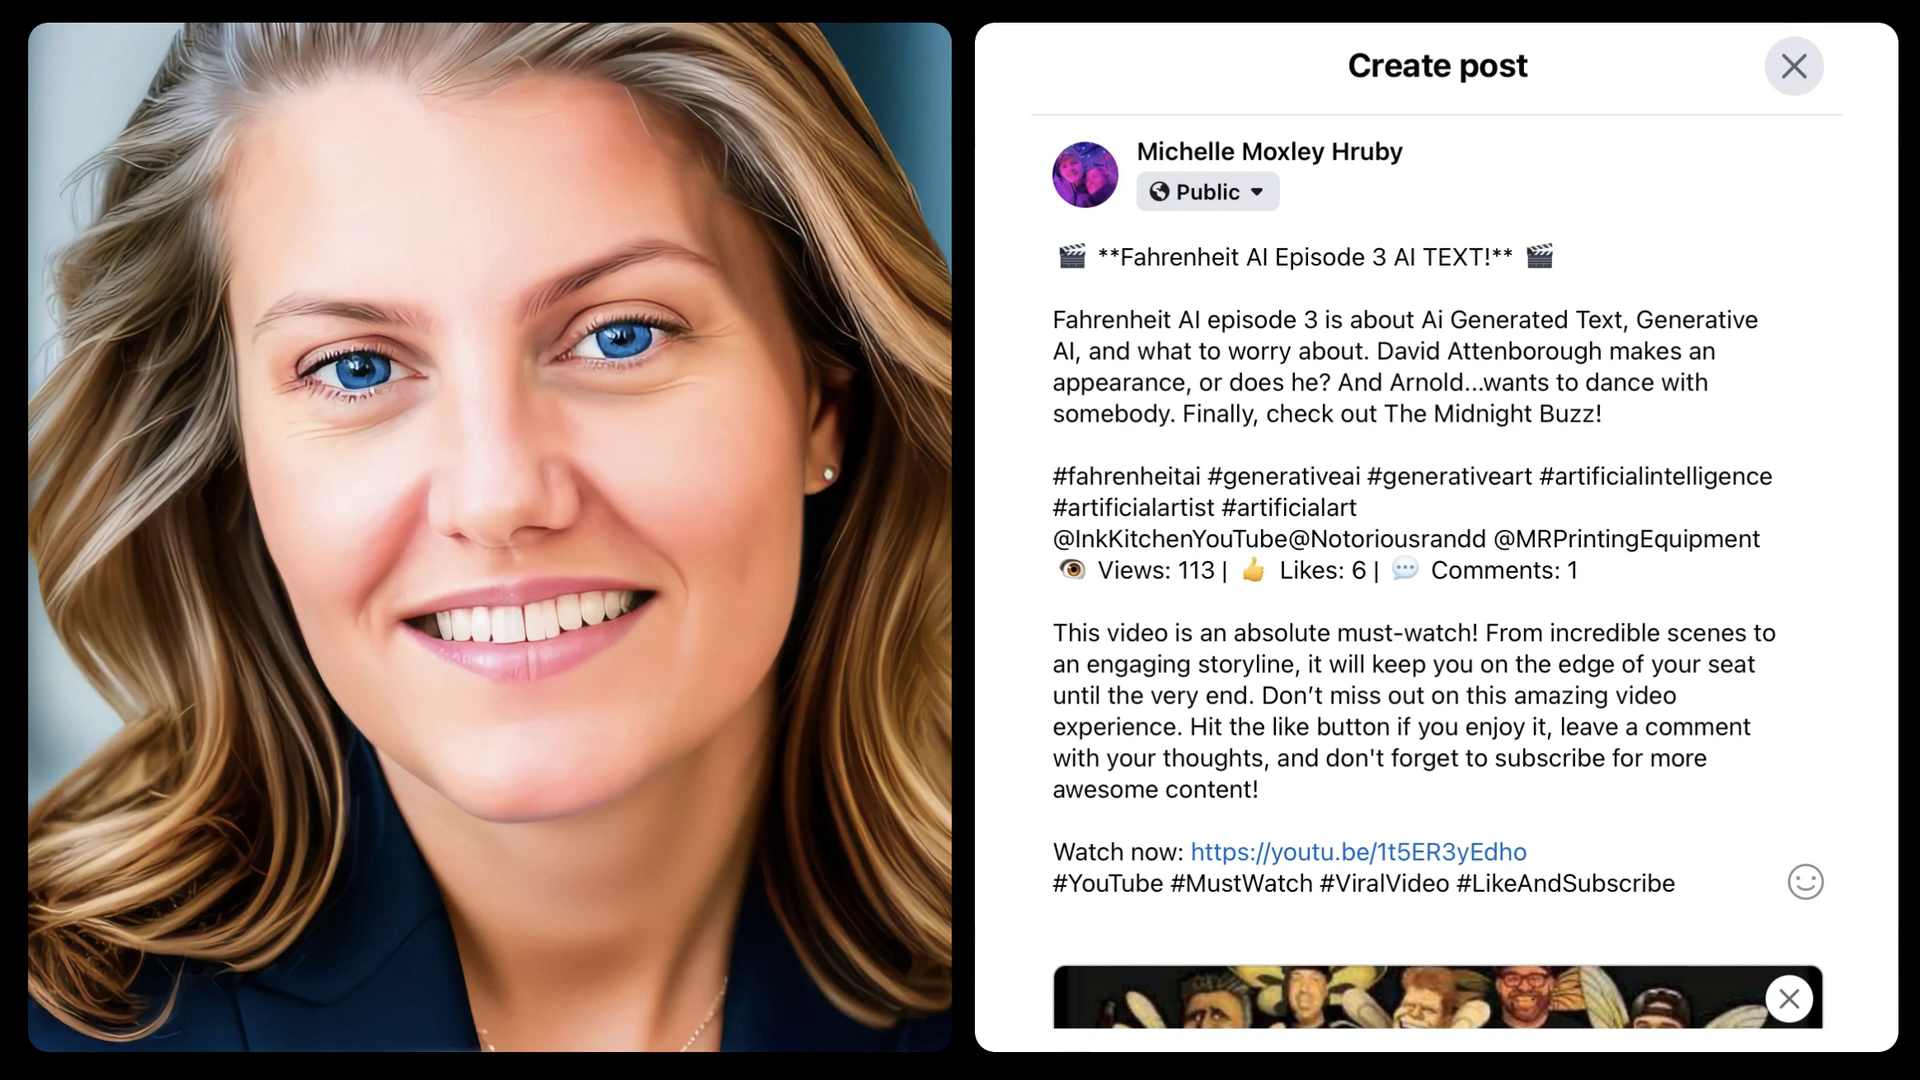 Create post
Michelle Moxley Hruby
Public
🎬 **Fahrenheit AI Episode 3 AI TEXT!** 🎬
Fahrenheit AI episode 3 is about Ai Generated Text, Generative
AI, and what to worry about. David Attenborough makes an
appearance, or does he? And Arnold...wants to dance with
somebody. Finally, check out The Midnight Buzz!
#fahrenheitai #generativeai #generativeart #artificialintelligence
#artificialartist #artificialart
@InkKitchenYouTube@Notoriousrandd @MRPrintingEquipment
👁️ Views: 113 | 👍 Likes: 6 | 💬 Comments: 1
This video is an absolute must-watch! From incredible scenes to
an engaging storyline, it will keep you on the edge of your seat
until the very end. Don’t miss out on this amazing video
experience. Hit the like button if you enjoy it, leave a comment
with your thoughts, and don't forget to subscribe for more
awesome content!
Watch now: https://youtu.be/1t5ER3yEdho
#YouTube #MustWatch #ViralVideo #LikeAndSubscribe